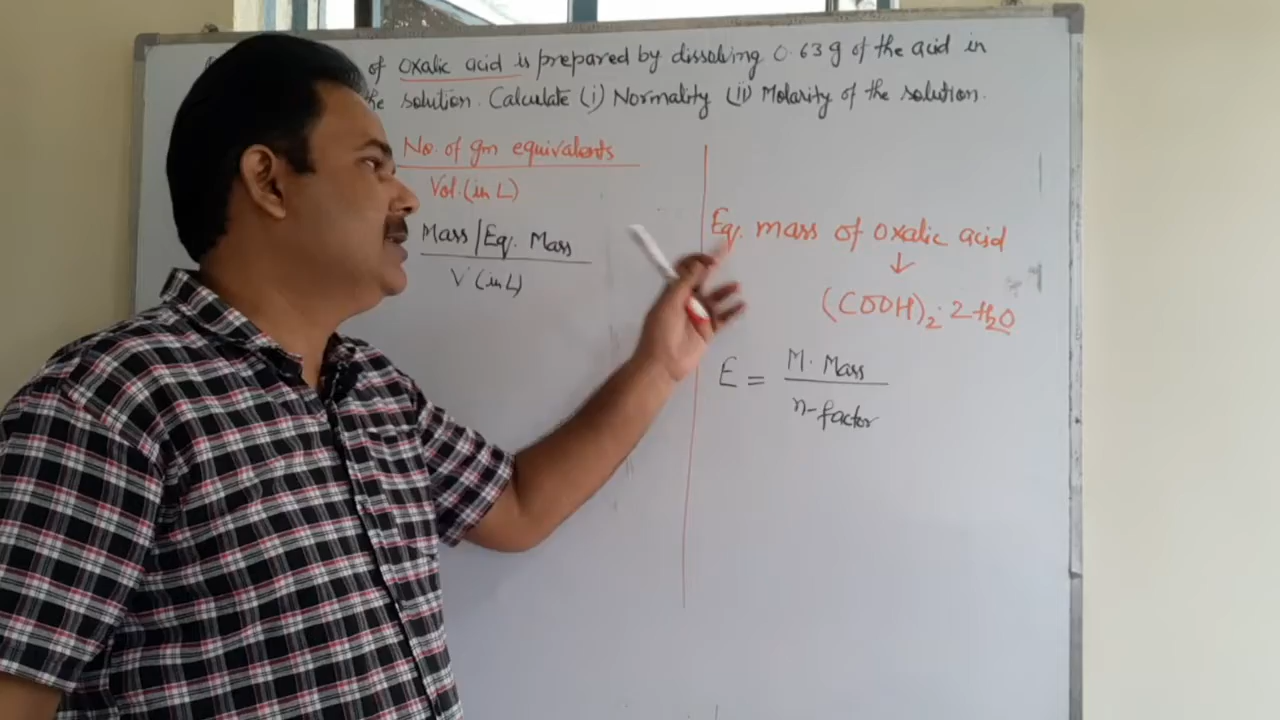 of oxalic acid is prepared by dissolving 0.63 g of the acid in
the solution. Calculate (i) Normality (ii) Molarity of the solution.
No. of gm equivalents
Vol. (in L)
Mass / Eq. Mass
V (in L)
Eq. mass of oxalic acid
↓
(COOH)2. 2H2O
E = M. Mass
n-factor